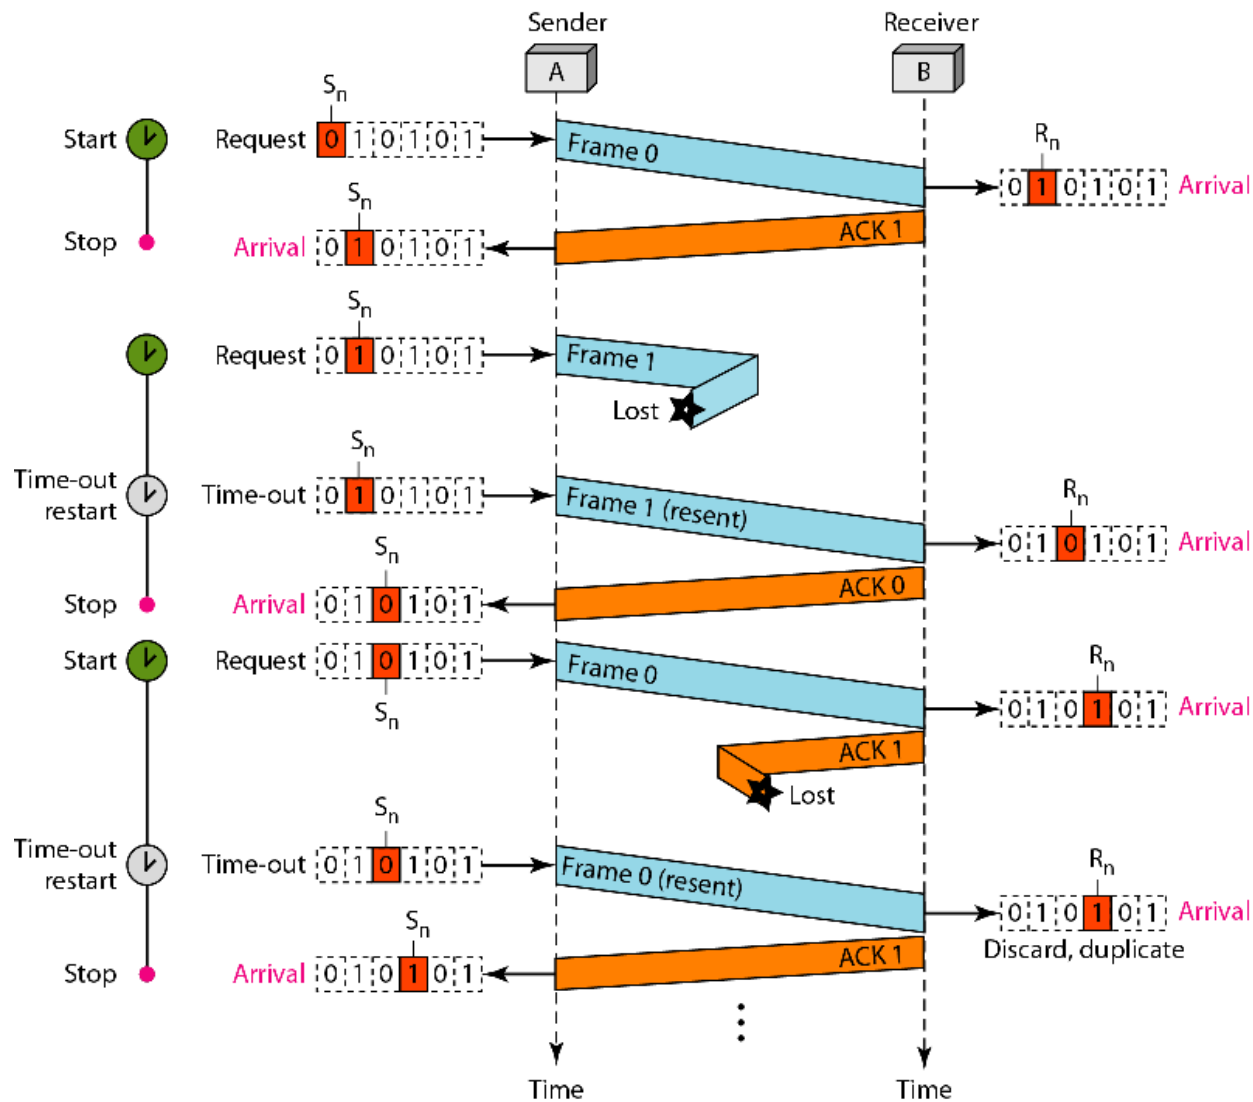 Sender Receiver
A B
Sn
Start Request 0 1 0 1 0 1 Frame 0
Rn
0 1 0 1 0 1 Arrival
Sn
Stop Arrival 0 1 0 1 0 1 ACK 1
Sn
Request 0 1 0 1 0 1 Frame 1
Lost
Sn
Time-out
restart
Time-out 0 1 0 1 0 1 Frame 1 (resent)
Rn
0 1 0 1 0 1 Arrival
Sn
Stop Arrival 0 1 0 1 0 1 ACK 0
Start Request 0 1 0 1 0 1 Frame 0
Sn
Rn
0 1 0 1 0 1 Arrival
ACK 1
Lost
Sn
Time-out
restart
Time-out 0 1 0 1 0 1 Frame 0 (resent)
Rn
0 1 0 1 0 1 Arrival
Discard, duplicate
Sn
Stop Arrival 0 1 0 1 0 1 ACK 1
Time Time